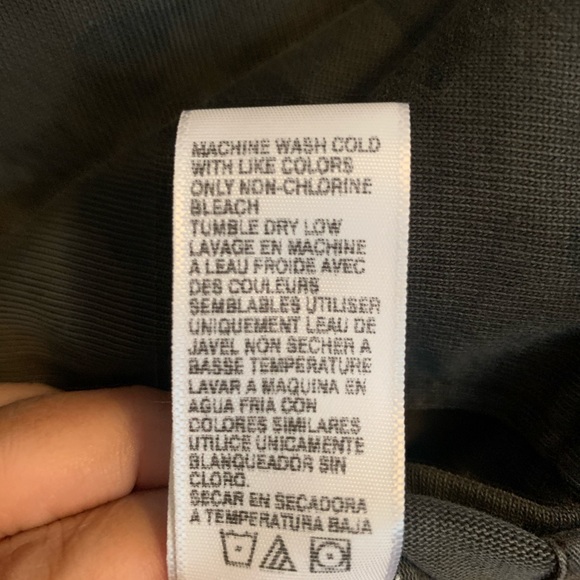 MACHINE WASH COLD
WITH LIKE COLORS
ONLY NON-CHLORINE
BLEACH
TUMBLE DRY LOW
LAVAGE EN MACHINE
A LEAU FROIDE AVEC
DES COULEURS
SEMBLABLES UTILISER
UNIQUEMENT LEAU DE
JAVEL NON SECHER A
BASSE TEMPERATURE
LAVAR A MAQUINA EN
AGUA FRIA CON
DOLORES SIMILARES
UTILICE UNICAMENTE
BLANQUEADOR SIN
CLORO.
SECAR EN SECADORA
A TEMPERATURA BAJA